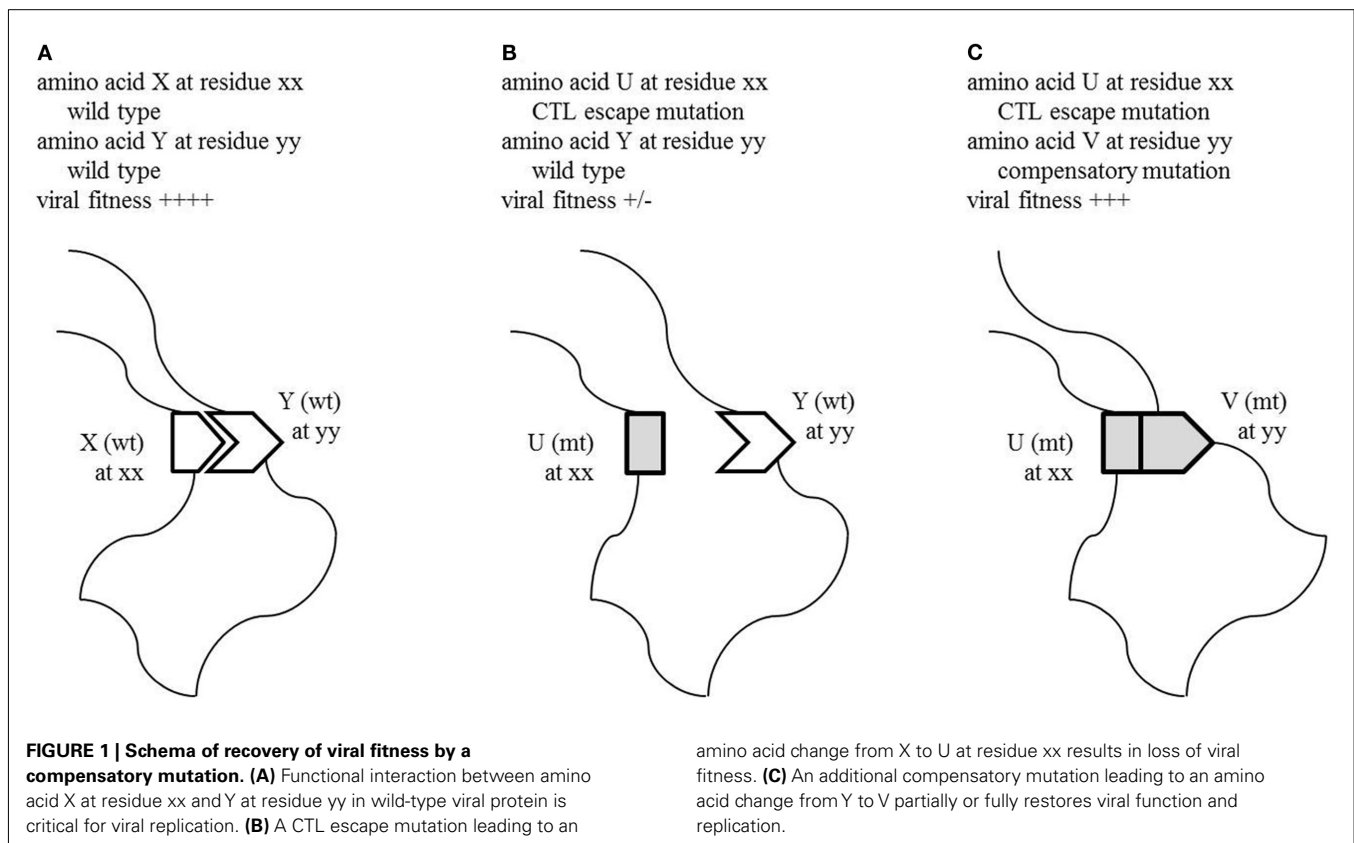 A
amino acid X at residue xx
wild type
amino acid Y at residue yy
wild type
viral fitness ++++
Y (wt)
at yy
X (wt)
at xx
B
amino acid U at residue xx
CTL escape mutation
amino acid Y at residue yy
wild type
viral fitness +/-
Y (wt)
at yy
U (mt)
at xx
C
amino acid U at residue xx
CTL escape mutation
amino acid V at residue yy
compensatory mutation
viral fitness +++
V (mt)
at yy
U (mt)
at xx
FIGURE 1 | Schema of recovery of viral fitness by a
compensatory mutation. (A) Functional interaction between amino
acid X at residue xx and Y at residue yy in wild-type viral protein is
critical for viral replication. (B) A CTL escape mutation leading to an
amino acid change from X to U at residue xx results in loss of viral
fitness. (C) An additional compensatory mutation leading to an amino
acid change from Y to V partially or fully restores viral function and
replication.